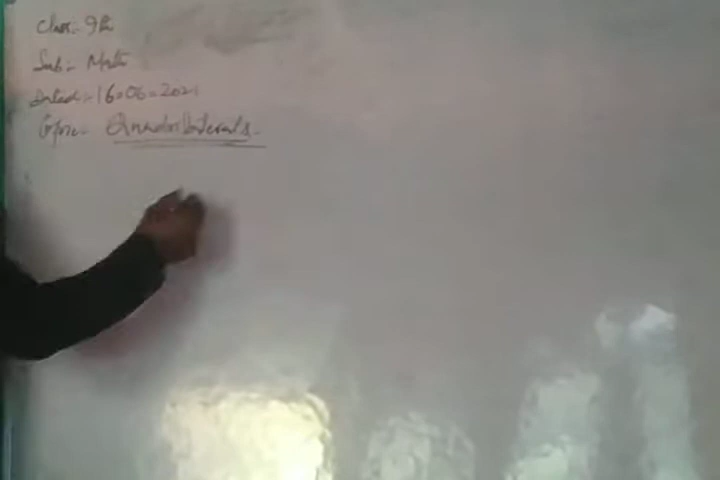 Class:- 9th
Sub:- Math
Dated:- 16-06-2021
Topic:- Quadrilaterals